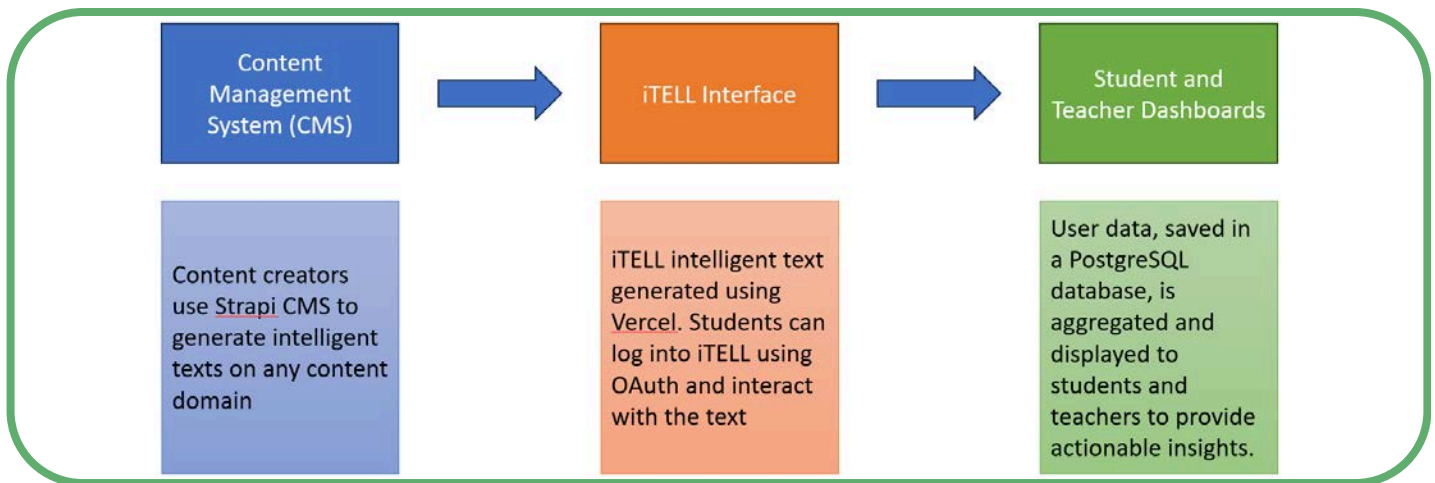 Content
Management
System (CMS)
iTELL Interface
Student and
Teacher Dashboards
Content creators
use Strapi CMS to
generate intelligent
texts on any content
domain
iTELL intelligent text
generated using
Vercel. Students can
log into iTELL using
OAuth and interact
with the text
User data, saved in
a PostgreSQL
database, is
aggregated and
displayed to
students and
teachers to provide
actionable insights.